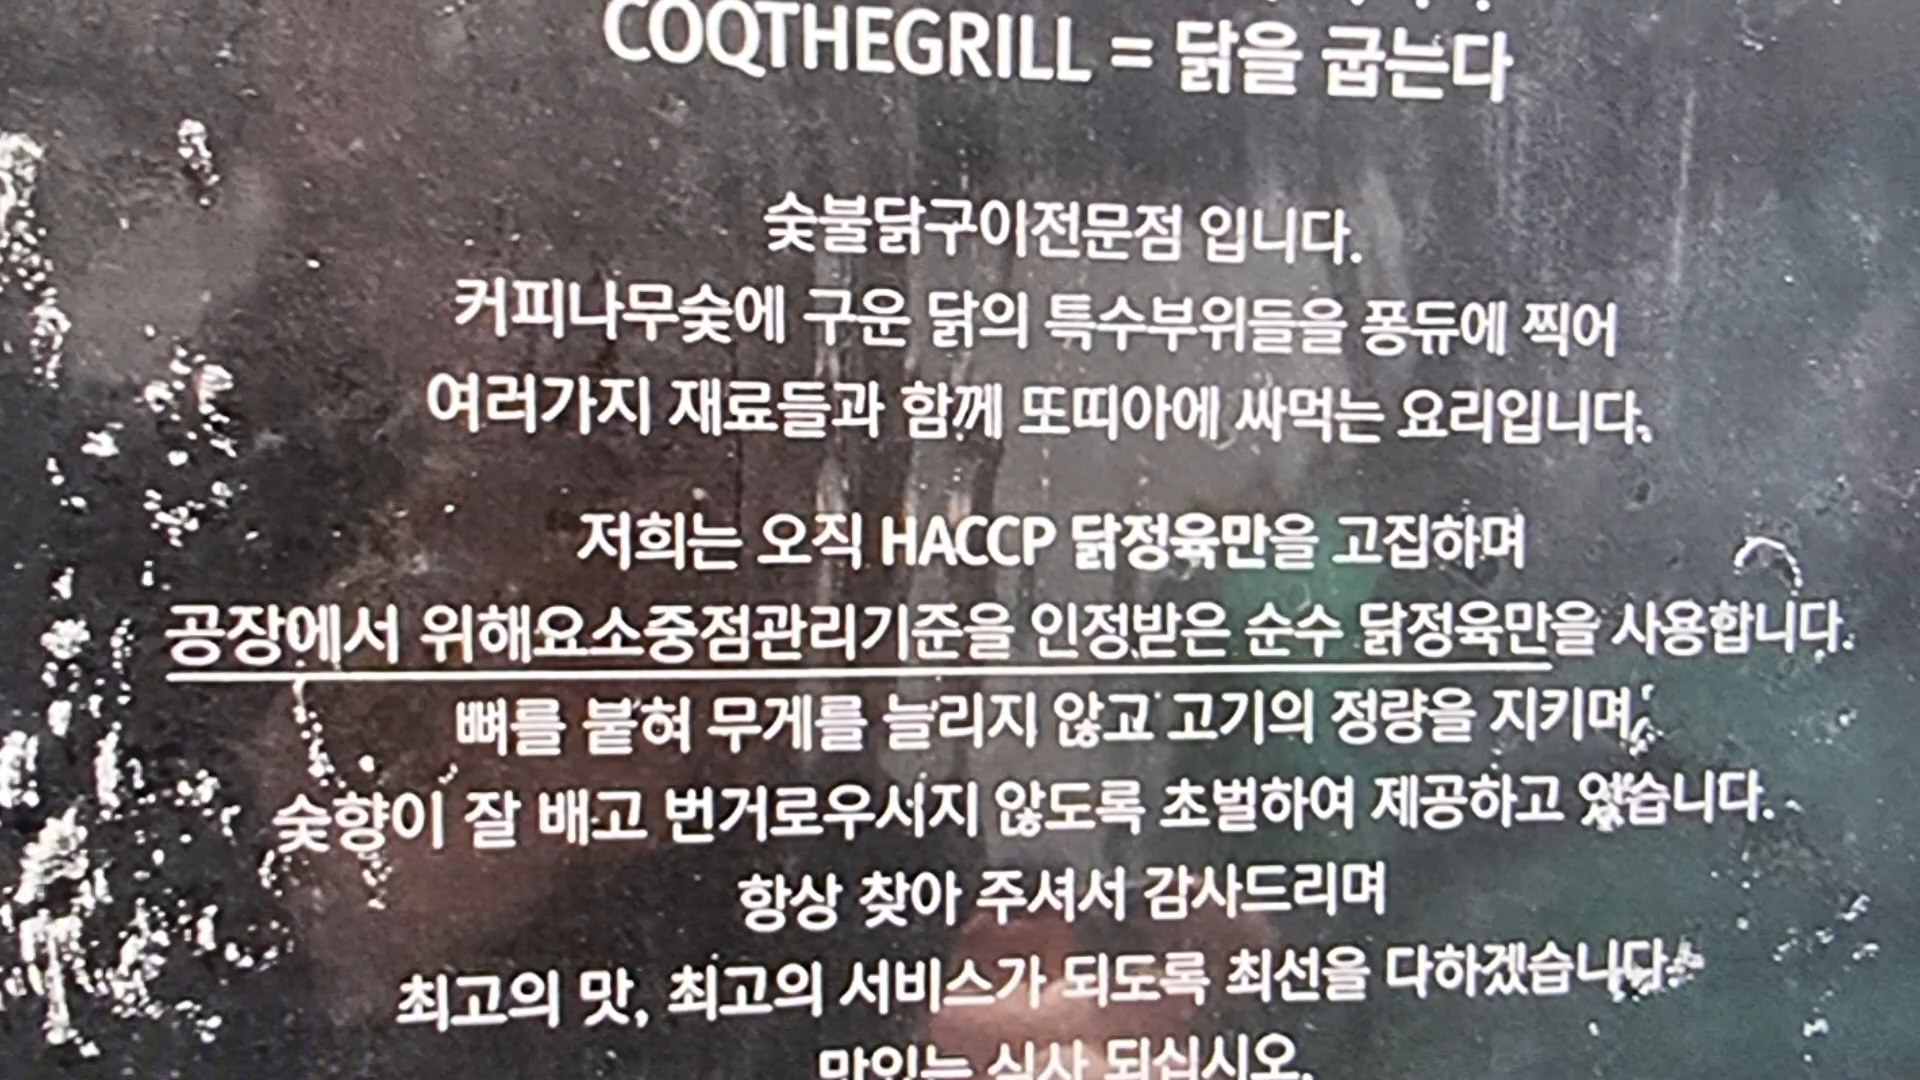 COQTHEGRILL = 닭을 굽는다
숯불닭구이전문점 입니다.
커피나무숯에 구운 닭의 특수부위들을 퐁듀에 찍어
여러가지 재료들과 함께 또띠아에 싸먹는 요리입니다.
저희는 오직 HACCP 닭정육만을 고집하며
공장에서 위해요소중점관리기준을 인정받은 순수 닭정육만을 사용합니다.
뼈를 붙혀 무게를 늘리지 않고 고기의 정량을 지키며,
숯향이 잘 배고 번거로우시지 않도록 초벌하여 제공하고 있습니다.
항상 찾아 주셔서 감사드리며
최고의 맛, 최고의 서비스가 되도록 최선을 다하겠습니다.
맛있는 식사 되십시오.